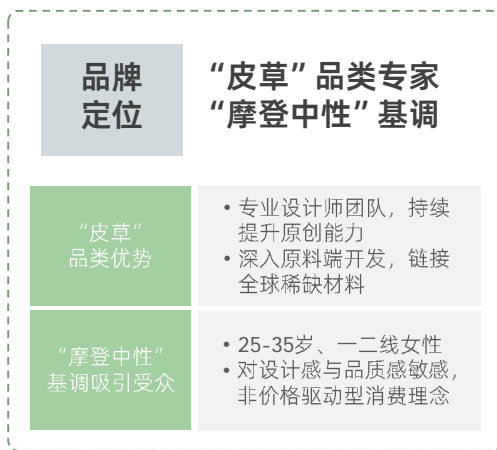 品牌
定位
“皮草”品类专家
“摩登中性”基调
“皮草“
品类优势
• 专业设计师团队，持续
提升原创能力
• 深入原料端开发，链接
全球稀缺材料
“摩登中性”
基调吸引受众
• 25-35岁、一二线女性
• 对设计感与品质感敏感，
非价格驱动型消费理念